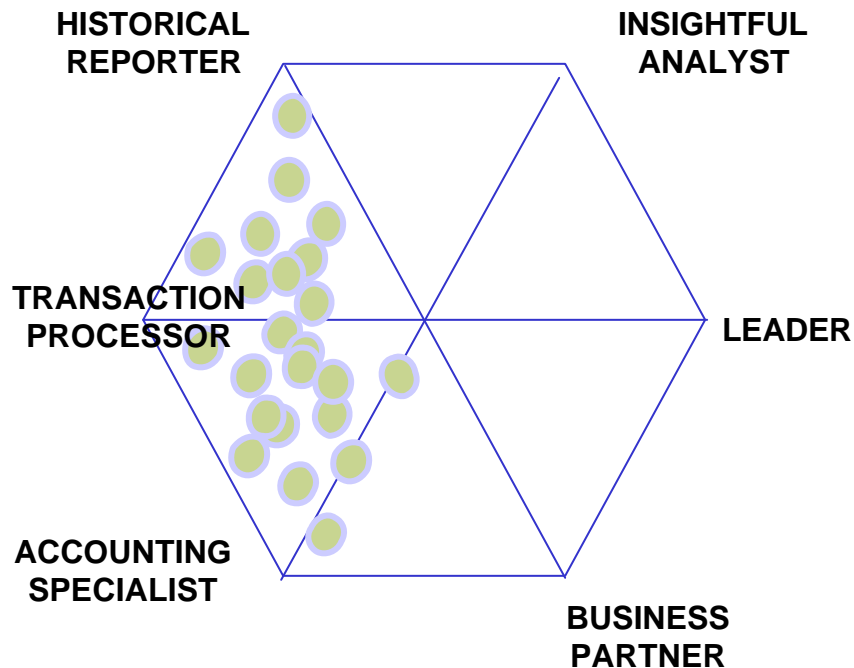 HISTORICAL
REPORTER
INSIGHTFUL
ANALYST
TRANSACTION
PROCESSOR
LEADER
ACCOUNTING
SPECIALIST
BUSINESS
PARTNER